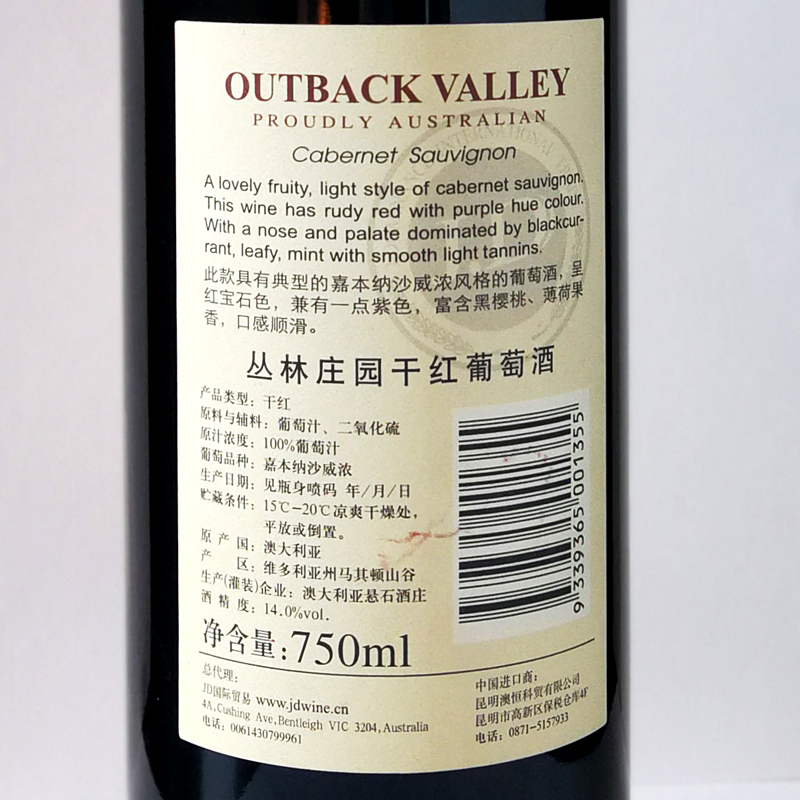 OUTBACK VALLEY
PROUDLY AUSTRALIAN
Cabernet Sauvignon
A lovely fruity, light style of cabernet sauvignon.
This wine has rudy red with purple hue colour.
With a nose and palate dominated by blackcur-
rant, leafy, mint with smooth light tannins.
此款具有典型的嘉本纳沙威浓风格的葡萄酒，呈
红宝石色，兼有一点紫色，富含黑樱桃、薄荷果
香，口感顺滑。
丛林庄园干红葡萄酒
产品类型：干红
原料与辅料：葡萄汁、二氧化硫
原汁浓度：100%葡萄汁
葡萄品种：嘉本纳沙威浓
生产日期：见瓶身喷码 年/月/日
贮藏条件：15℃-20℃凉爽干燥处，
平放或倒置。
原产国：澳大利亚
产区：维多利亚州马其顿山谷
生产(灌装)企业：澳大利亚悬石酒庄
酒精度：14.0%vol.
净含量：750ml
9 339365 001355
总代理：
JD国际贸易 www.jdwine.cn
4A,Cushing Ave,Bentleigh VIC 3204,Australia
电话：0061430799961
中国进口商：
昆明澳恒科贸有限公司
昆明市高新区保税仓库4F
电话：0871-5157933